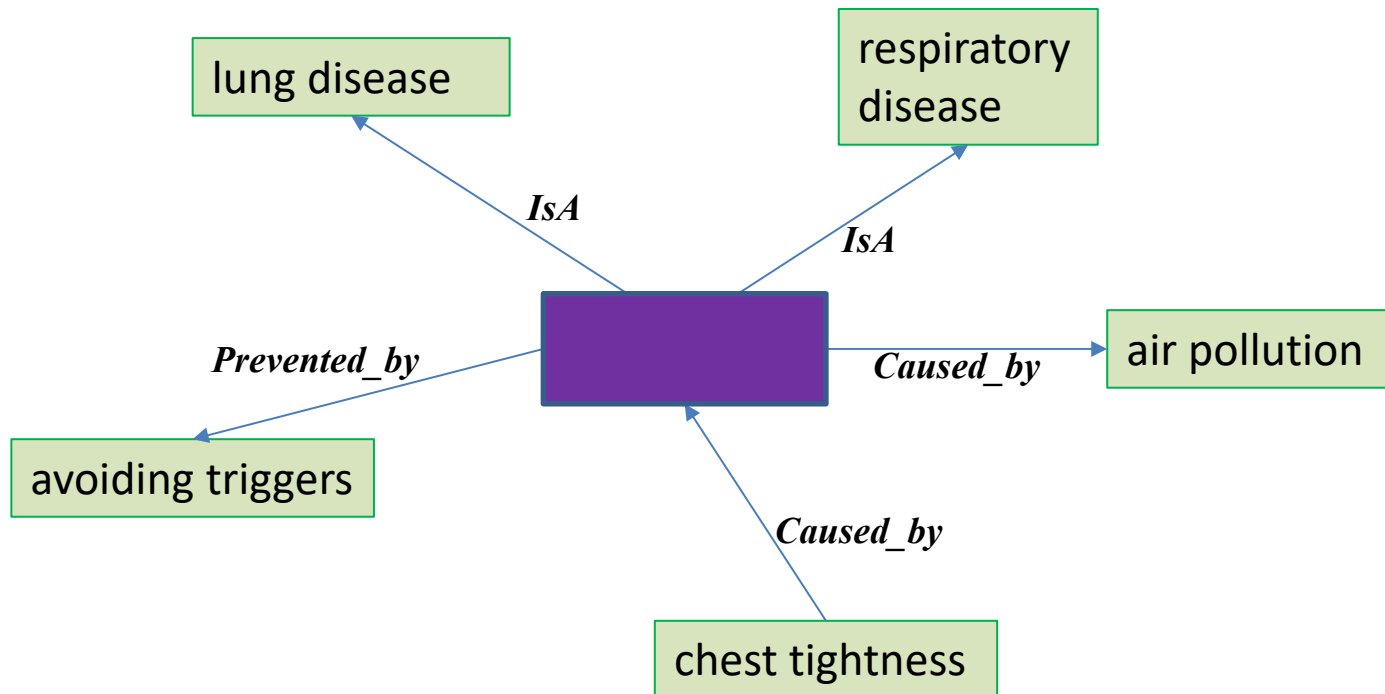 lung disease
respiratory
disease
IsA
IsA
Prevented_by
Caused_by
air pollution
avoiding triggers
Caused_by
chest tightness